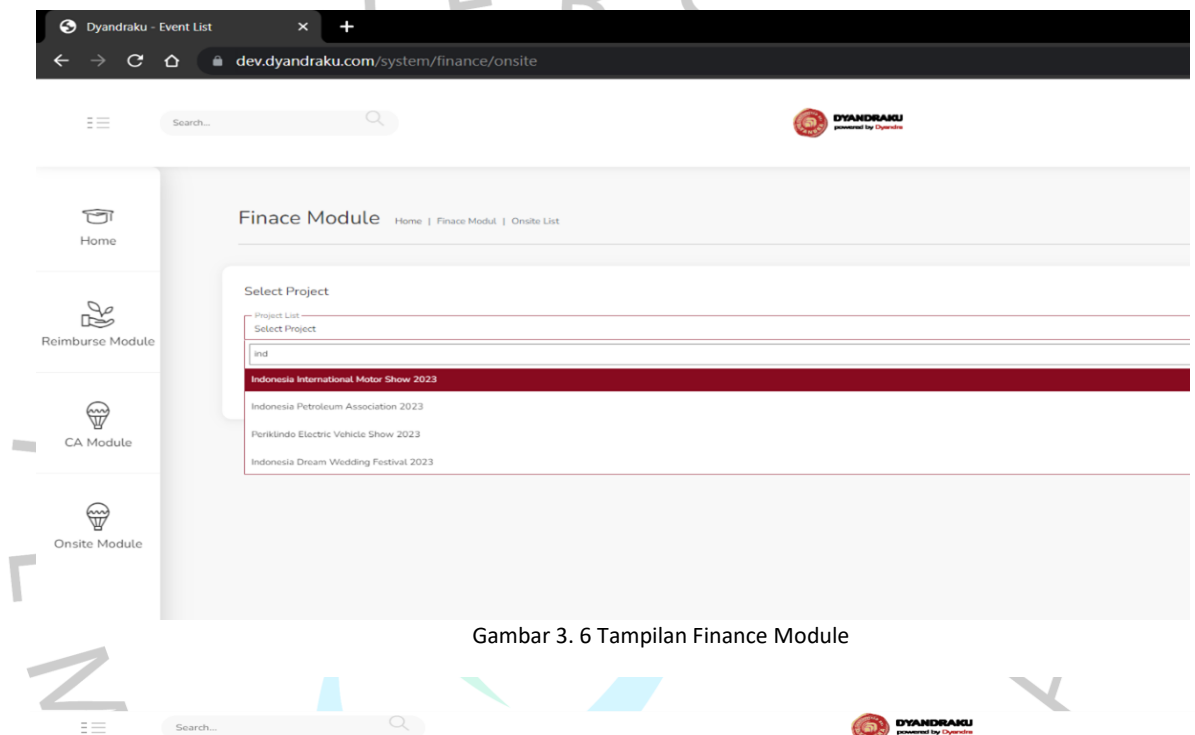 Dyandraku - Event List
dev.dyandraku.com/system/finance/onsite
Search...
DYANDRAKU
powered by Dyandra
Home
Finace Module Home | Finace Modul | Onsite List
Select Project
Project List
Select Project
Reimburse Module
ind
Indonesia International Motor Show 2023
Indonesia Petroleum Association 2023
CA Module
Periklindo Electric Vehicle Show 2023
Indonesia Dream Wedding Festival 2023
Onsite Module
Gambar 3. 6 Tampilan Finance Module
Search...
DYANDRAKU
powered by Dyandra